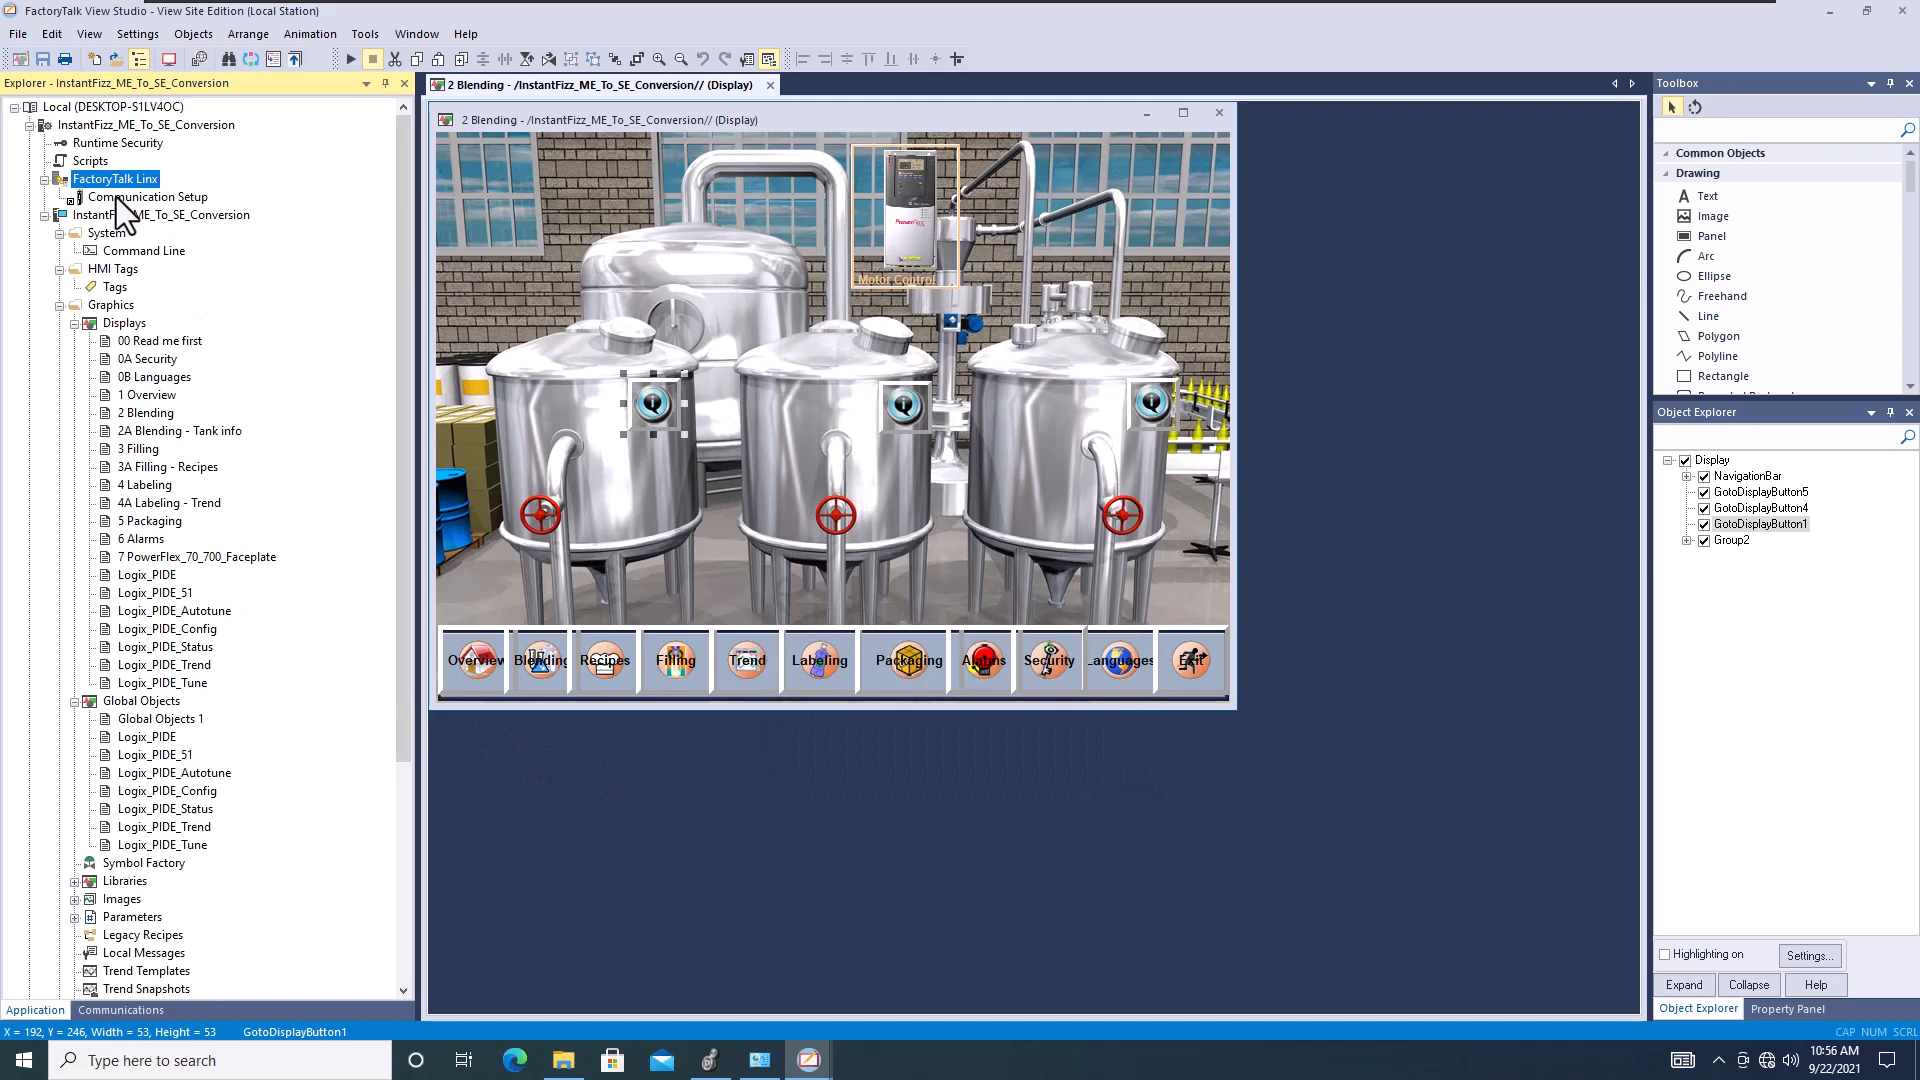 FactoryTalk View Studio - View Site Edition (Local Station)
File Edit View Settings Objects Arrange Animation Tools Window Help
Explorer - InstantFizz_ME_To_SE_Conversion
Local (DESKTOP-S1LV4OC)
InstantFizz_ME_To_SE_Conversion
Runtime Security
Scripts
FactoryTalk Linx
Communication Setup
System
Command Line
HMI Tags
Tags
Graphics
Displays
00 Read me first
0A Security
0B Languages
1 Overview
2 Blending
2A Blending - Tank info
3 Filling
3A Filling - Recipes
4 Labeling
4A Labeling - Trend
5 Packaging
6 Alarms
7 PowerFlex_70_700_Faceplate
Logix_PIDE
Logix_PIDE_51
Logix_PIDE_Autotune
Logix_PIDE_Config
Logix_PIDE_Status
Logix_PIDE_Trend
Logix_PIDE_Tune
Global Objects
Global Objects 1
Logix_PIDE
Logix_PIDE_51
Logix_PIDE_Autotune
Logix_PIDE_Config
Logix_PIDE_Status
Logix_PIDE_Trend
Logix_PIDE_Tune
Symbol Factory
Libraries
Images
Parameters
Legacy Recipes
Local Messages
Trend Templates
Trend Snapshots
Application Communications
2 Blending - /InstantFizz_ME_To_SE_Conversion// (Display)
2 Blending - /InstantFizz_ME_To_SE_Conversion// (Display)
Motor Control
Overview Blending Recipes Filling Trend Labeling Packaging Alarms Security Languages Exit
Toolbox
Common Objects
Drawing
Text
Image
Panel
Arc
Ellipse
Freehand
Line
Polygon
Polyline
Rectangle
Object Explorer
Display
NavigationBar
GotoDisplayButton5
GotoDisplayButton4
GotoDisplayButton1
Group2
Highlighting on Settings...
Expand Collapse Help
Object Explorer Property Panel
X = 192, Y = 246, Width = 53, Height = 53 GotoDisplayButton1
CAP NUM SCRL
Type here to search
10:56 AM
9/22/2021